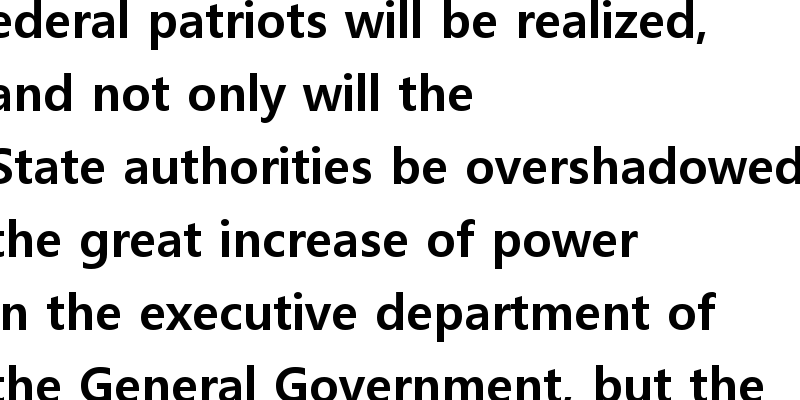 ederal patriots will be realized,
and not only will the
State authorities be overshadowed
the great increase of power
in the executive department of
the General Government, but the